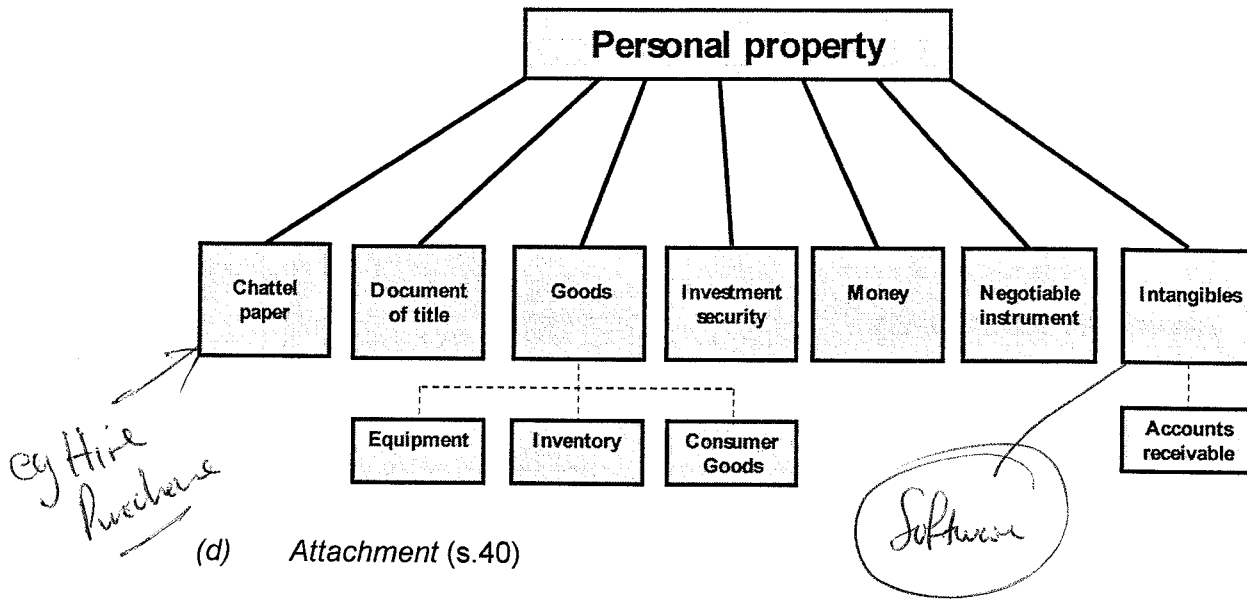 Personal property
Chattel
paper
Document
of title
Goods
Investment
security
Money
Negotiable
instrument
Intangibles
Equipment
Inventory
Consumer
Goods
Accounts
receivable
eg Hire
Purchase
Software
(d) Attachment (s.40)